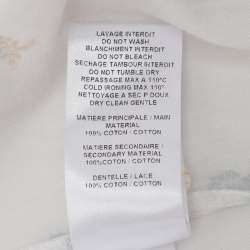 LAVAGE INTERDIT
DO NOT WASH
BLANCHIMENT INTERDIT
DO NOT BLEACH
SECHAGE TAMBOUR INTERDIT
DO NOT TUMBLE DRY
REPASSAGE MAX A 110°C
COLD IRONING MAX 110°
NETTOYAGE A SEC P DOUX
DRY CLEAN GENTLE
MATIERE PRINCIPALE / MAIN
MATERIAL
100% COTON / COTTON
MATIERE SECONDAIRE /
SECONDARY MATERIAL
100% COTON / COTTON
DENTELLE / LACE
100% COTON / COTTON